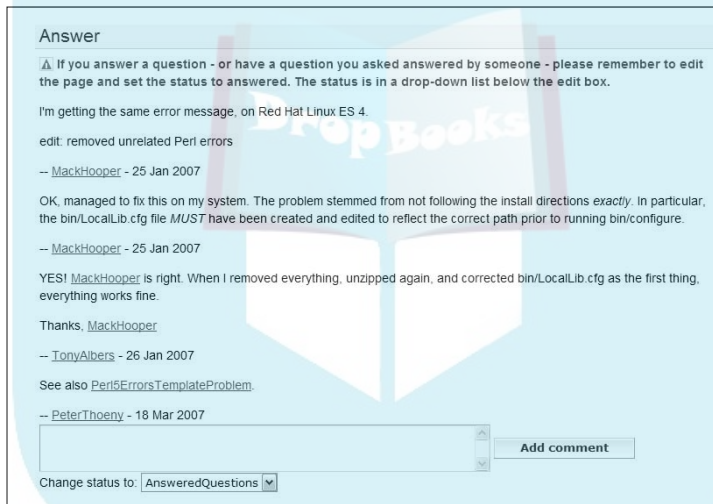 Answer
If you answer a question - or have a question you asked answered by someone - please remember to edit
the page and set the status to answered. The status is in a drop-down list below the edit box.
I'm getting the same error message, on Red Hat Linux ES 4.
edit: removed unrelated Perl errors
-- MackHooper - 25 Jan 2007
OK, managed to fix this on my system. The problem stemmed from not following the install directions exactly. In particular,
the bin/LocalLib.cfg file MUST have been created and edited to reflect the correct path prior to running bin/configure.
-- MackHooper - 25 Jan 2007
YES! MackHooper is right. When I removed everything, unzipped again, and corrected bin/LocalLib.cfg as the first thing,
everything works fine.
Thanks, MackHooper
-- TonyAlbers - 26 Jan 2007
See also Perl5ErrorsTemplateProblem.
-- PeterThoeny - 18 Mar 2007
Add comment
Change status to: AnsweredQuestions
DropBooks